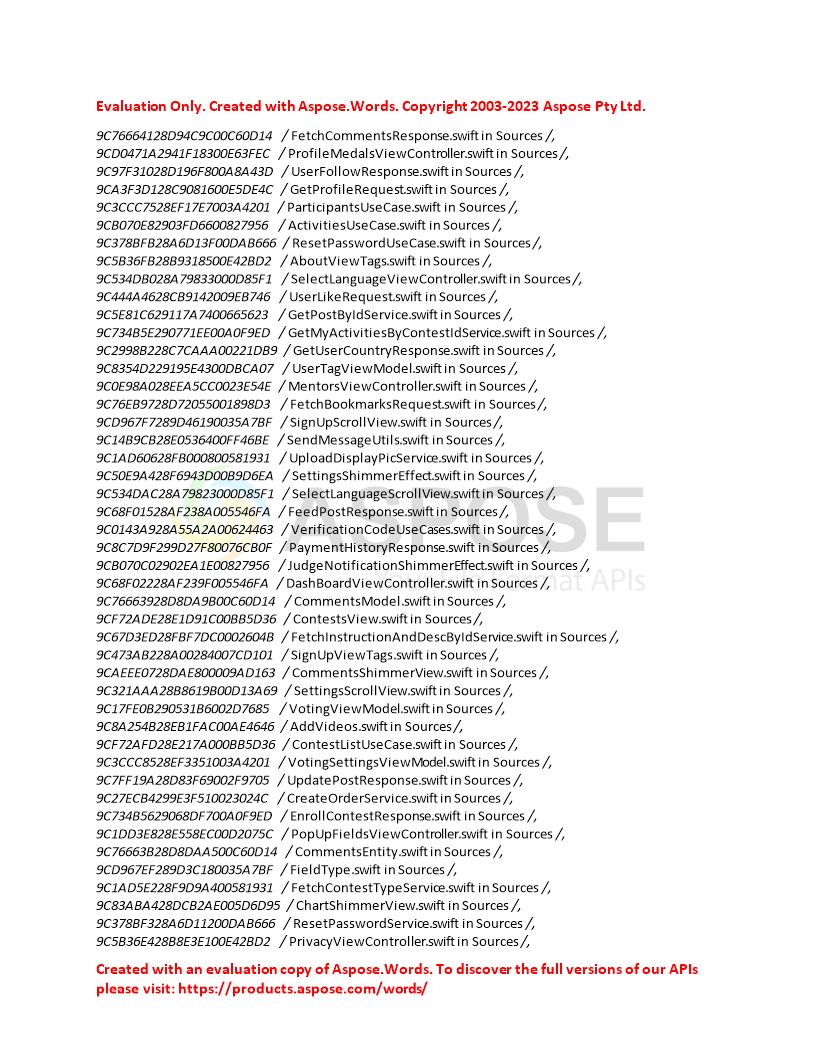 Evaluation Only. Created with Aspose.Words. Copyright 2003-2023 Aspose Pty Ltd.
9C76664128D94C9C00C60D14 / FetchCommentsResponse.swift in Sources /,
9CD0471A2941F18300E63FEC / ProfileMedalsViewController.swift in Sources /,
9C97F31028D196F800A8A43D / UserFollowResponse.swift in Sources /,
9CA3F3D128C9081600E5DE4C / GetProfileRequest.swift in Sources /,
9C3CCC7528EF17E7003A4201 / ParticipantsUseCase.swift in Sources /,
9CB070E82903FD6600827956 / ActivitiesUseCase.swift in Sources /,
9C378BFB28A6D13F00DAB666 / ResetPasswordUseCase.swift in Sources /,
9C5B36FB28B9318500E42BD2 / AboutViewTags.swift in Sources /,
9C534DB028A79833000D85F1 / SelectLanguageViewController.swift in Sources /,
9C444A4628CB9142009EB746 / UserLikeRequest.swift in Sources /,
9C5E81C629117A7400665623 / GetPostByIdService.swift in Sources /,
9C734B5E290771EE00A0F9ED / GetMyActivitiesByContestIdService.swift in Sources /,
9C2998B228C7CAAA00221DB9 / GetUserCountryResponse.swift in Sources /,
9C8354D229195E4300DBCA07 / UserTagViewModel.swift in Sources /,
9C0E98A028EEA5CC0023E54E / MentorsViewController.swift in Sources /,
9C76EB9728D72055001898D3 / FetchBookmarksRequest.swift in Sources /,
9CD967F7289D46190035A7BF / SignUpScrollView.swift in Sources /,
9C14B9CB28E0536400FF46BE / SendMessageUtils.swift in Sources /,
9C1AD60628FB000800581931 / UploadDisplayPicService.swift in Sources /,
9C50E9A428F6943D00B9D6EA / SettingsShimmerEffect.swift in Sources /,
9C534DAC28A79823000D85F1 / SelectLanguageScrollView.swift in Sources /,
9C68F01528AF238A005546FA / FeedPostResponse.swift in Sources /,
9C0143A928A55A2A00624463 / VerificationCodeUseCases.swift in Sources /,
9C8C7D9F299D27F80076CB0F / PaymentHistoryResponse.swift in Sources /,
9CB070C02902EA1E00827956 / JudgeNotificationShimmerEffect.swift in Sources /,
9C68F02228AF239F005546FA / DashBoardViewController.swift in Sources /,
9C76663928D8DA9B00C60D14 / CommentsModel.swift in Sources /,
9CF72ADE28E1D91C00BB5D36 / ContestsView.swift in Sources /,
9C67D3ED28FBF7DC0002604B / FetchInstructionAndDescByIdService.swift in Sources /,
9C473AB228A00284007CD101 / SignUpViewTags.swift in Sources /,
9CAEEE0728DAE800009AD163 / CommentsShimmerView.swift in Sources /,
9C321AAA28B8619B00D13A69 / SettingsScrollView.swift in Sources /,
9C17FE0B290531B6002D7685 / VotingViewModel.swift in Sources /,
9C8A254B28EB1FAC00AE4646 / AddVideos.swift in Sources /,
9CF72AFD28E217A000BB5D36 / ContestListUseCase.swift in Sources /,
9C3CCC8528EF3351003A4201 / VotingSettingsViewModel.swift in Sources /,
9C7FF19A28D83F69002F9705 / UpdatePostResponse.swift in Sources /,
9C27ECB4299E3F510023024C / CreateOrderService.swift in Sources /,
9C734B5629068DF700A0F9ED / EnrollContestResponse.swift in Sources /,
9C1DD3E828E558EC00D2075C / PopUpFieldsViewController.swift in Sources /,
9C76663B28D8DAA500C60D14 / CommentsEntity.swift in Sources /,
9CD967EF289D3C180035A7BF / FieldType.swift in Sources /,
9C1AD5E228F9D9A400581931 / FetchContestTypeService.swift in Sources /,
9C83ABA428DCB2AE005D6D95 / ChartShimmerView.swift in Sources /,
9C378BF328A6D11200DAB666 / ResetPasswordService.swift in Sources /,
9C5B36E428B8E3E100E42BD2 / PrivacyViewController.swift in Sources /,
Created with an evaluation copy of Aspose.Words. To discover the full versions of our APIs
please visit: https://products.aspose.com/words/
ASPOSE